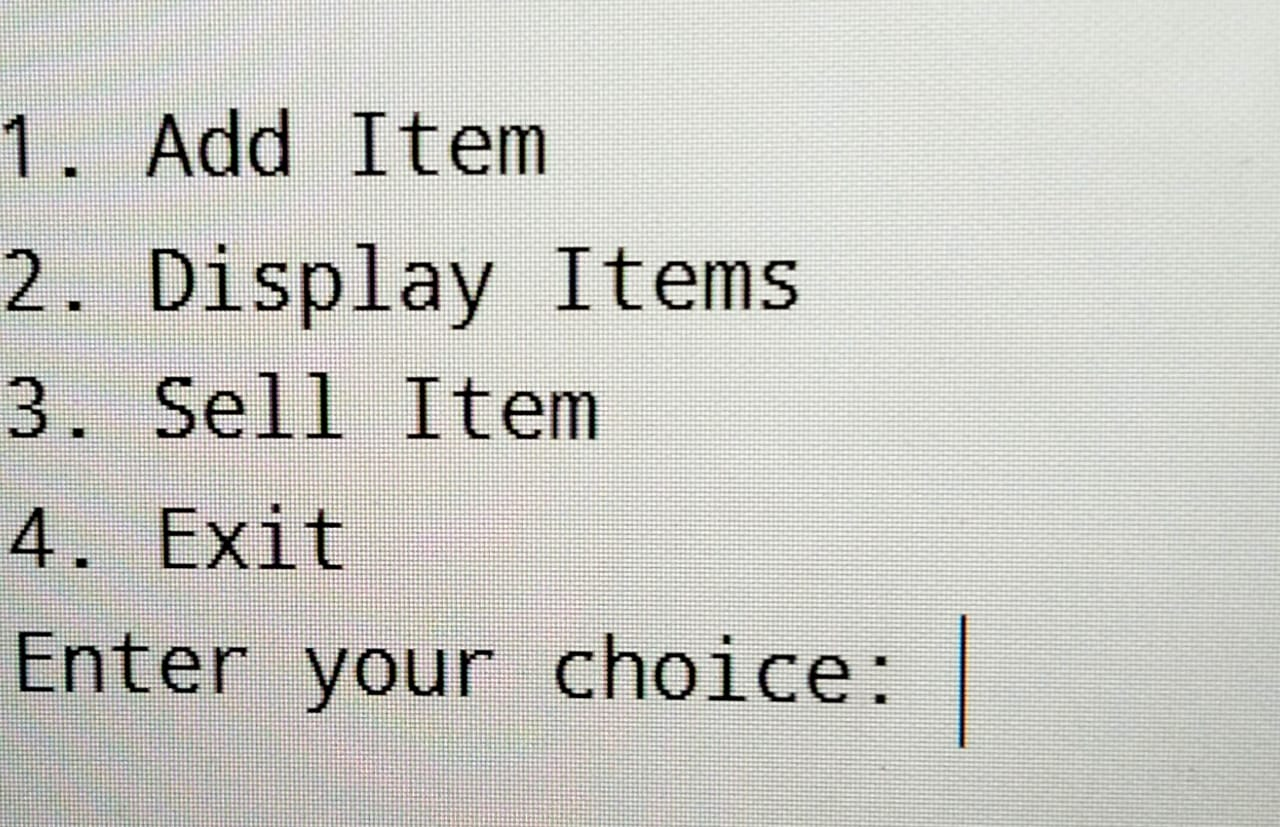 1. Add Item
2. Display Items
3. Sell Item
4. Exit
Enter your choice: